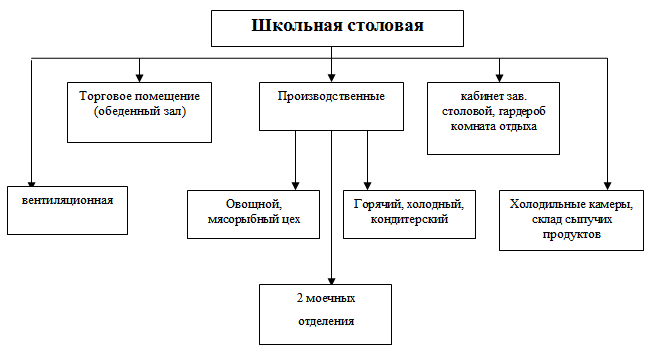 Школьная столовая
Торговое помещение
(обеденный зал)
Производственные
кабинет зав.
столовой, гардероб
комната отдыха
вентиляционная
Овощной,
мясорыбный цех
Горячий, холодный,
кондитерский
Холодильные камеры,
склад сыпучих
продуктов
2 моечных
отделения